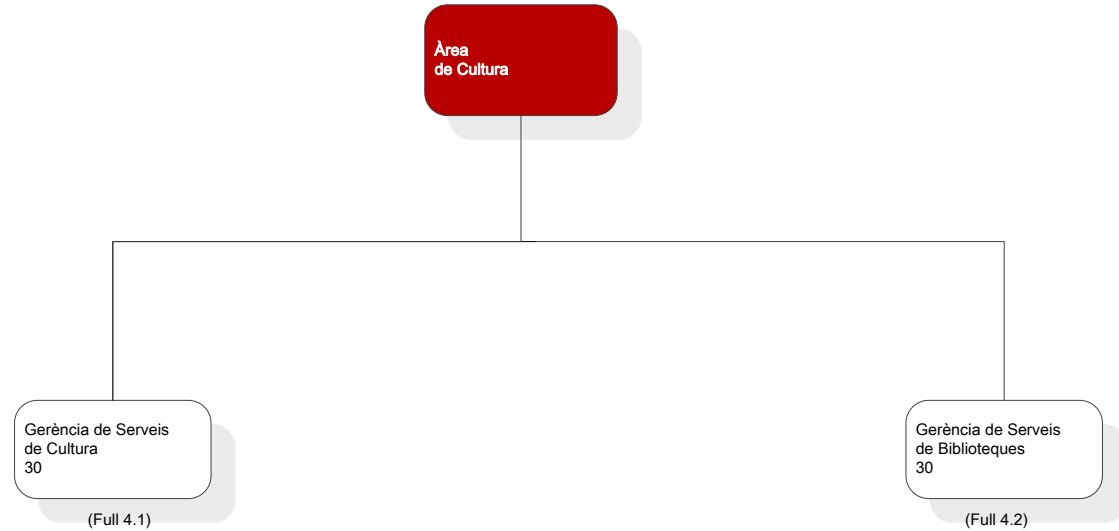 Àrea
de Cultura
Gerència de Serveis
de Cultura
30
(Full 4.1)
Gerència de Serveis
de Biblioteques
30
(Full 4.2)